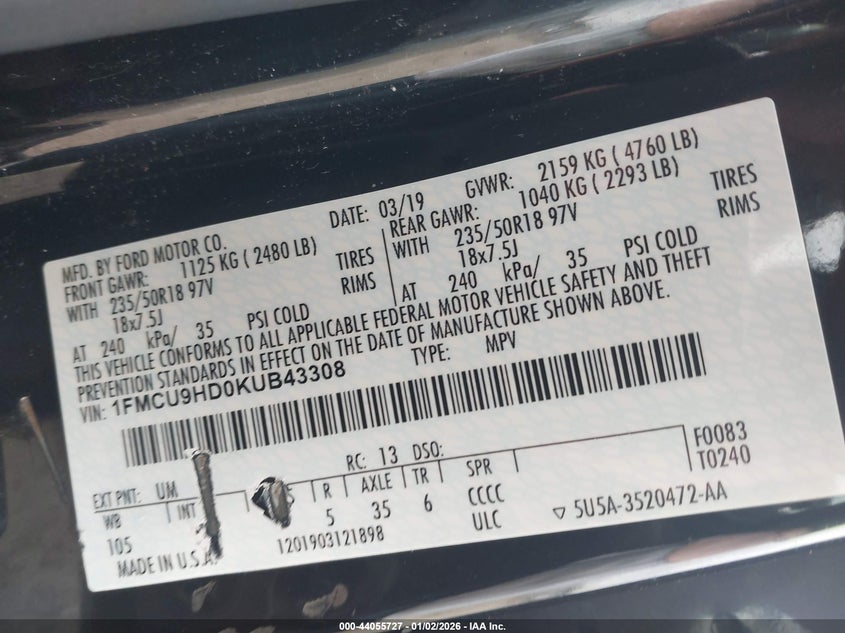 MFD. BY FORD MOTOR CO.
DATE: 03/19 GVWR: 2159 KG ( 4760 LB)
FRONT GAWR: 1125 KG ( 2480 LB)
WITH 235/50R18 97V TIRES
18x7.5J RIMS
AT 240 kPa/ 35 PSI COLD
REAR GAWR: 1040 KG ( 2293 LB)
WITH 235/50R18 97V TIRES
18x7.5J RIMS
AT 240 kPa/ 35 PSI COLD
THIS VEHICLE CONFORMS TO ALL APPLICABLE FEDERAL MOTOR VEHICLE SAFETY AND THEFT
PREVENTION STANDARDS IN EFFECT ON THE DATE OF MANUFACTURE SHOWN ABOVE.
VIN: 1FMCU9HD0KUB43308 TYPE: MPV
EXT PNT: UM RC: 13 DSO: F0083
T0240
WB INT R AXLE TR SPR
105 5 35 6 CCCC
ULC
MADE IN U.S.A. 1201903121898 ▽ 5U5A-3520472-AA
000-44055727 - 01/02/2026 - IAA Inc.